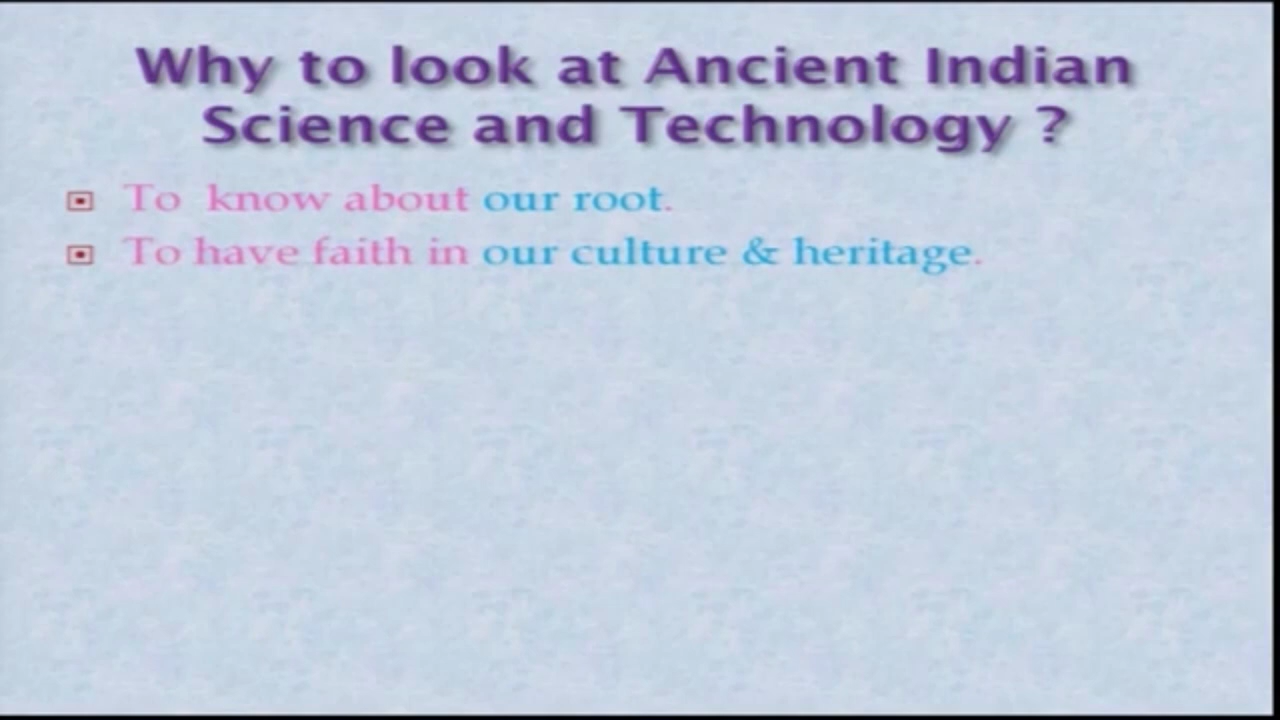 Why to look at Ancient Indian
Science and Technology ?
To know about our root.
To have faith in our culture & heritage.